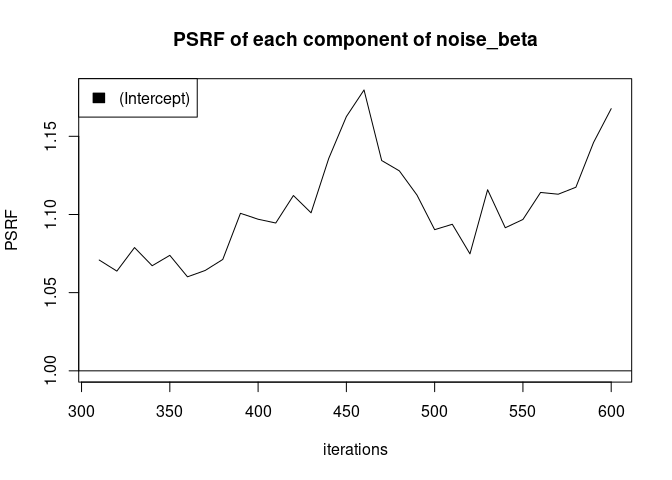 PSRF of each component of noise_beta
(Intercept)
PSRF
1.15
1.10
1.05
1.00
300 350 400 450 500 550 600
iterations